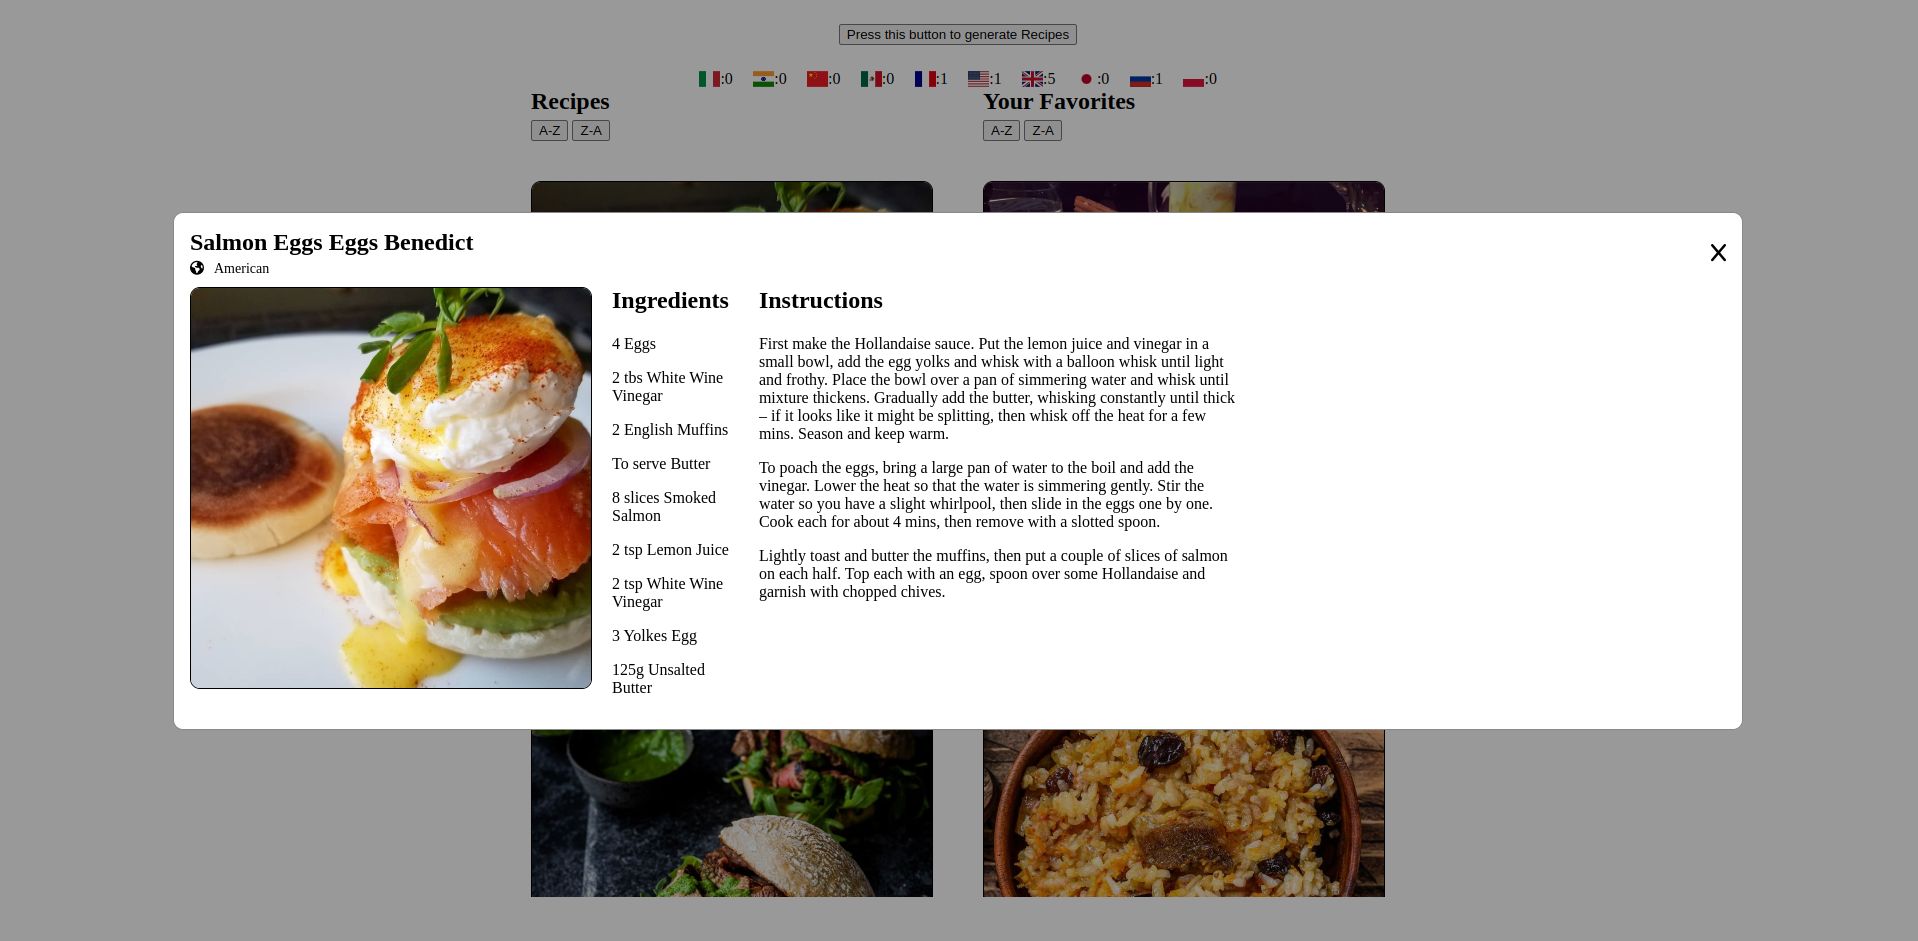 Press this button to generate Recipes
:0 :0 :0 :0 :1 :1 :5 :0 :1 :0
Recipes
A-Z Z-A
Your Favorites
A-Z Z-A
Salmon Eggs Eggs Benedict
X
American
Ingredients
4 Eggs
2 tbs White Wine
Vinegar
2 English Muffins
To serve Butter
8 slices Smoked
Salmon
2 tsp Lemon Juice
2 tsp White Wine
Vinegar
3 Yolkes Egg
125g Unsalted
Butter
Instructions
First make the Hollandaise sauce. Put the lemon juice and vinegar in a
small bowl, add the egg yolks and whisk with a balloon whisk until light
and frothy. Place the bowl over a pan of simmering water and whisk until
mixture thickens. Gradually add the butter, whisking constantly until thick
– if it looks like it might be splitting, then whisk off the heat for a few
mins. Season and keep warm.
To poach the eggs, bring a large pan of water to the boil and add the
vinegar. Lower the heat so that the water is simmering gently. Stir the
water so you have a slight whirlpool, then slide in the eggs one by one.
Cook each for about 4 mins, then remove with a slotted spoon.
Lightly toast and butter the muffins, then put a couple of slices of salmon
on each half. Top each with an egg, spoon over some Hollandaise and
garnish with chopped chives.